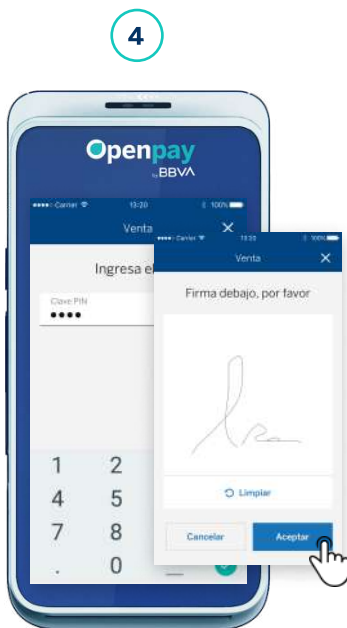 4
Openpay
by BBVA
Carrier 13:20 100%
Venta
Ingresa el
Clave PIN
1 2
4 5
7 8
. 0
Carrier 13:20 100%
Venta
Firma debajo, por favor
Limpiar
Cancelar Aceptar